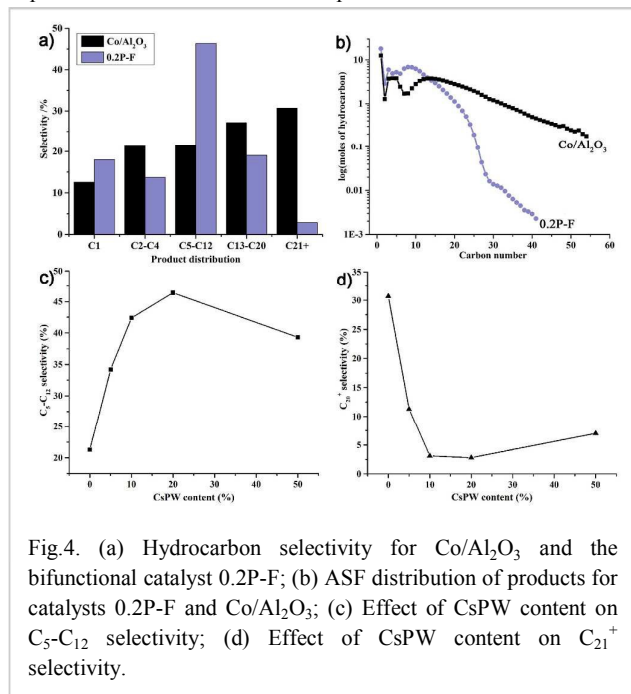 a)
Co/Al₂O₃
0.2P-F
Selectivity /%
50
40
30
20
10
0
C1 C2-C4 C5-C12 C13-C20 C21+
Product distribution
b)
log(moles of hydrocarbon)
10
1
0.1
0.01
1E-3
Co/Al₂O₃
0.2P-F
0 10 20 30 40 50 60
Carbon number
c)
C₅-C₁₂ selectivity (%)
50
45
40
35
30
25
20
0 10 20 30 40 50
CsPW content (%)
d)
C₂₀⁺ selectivity (%)
35
30
25
20
15
10
5
0
0 10 20 30 40 50
CsPW content (%)
Fig.4. (a) Hydrocarbon selectivity for Co/Al₂O₃ and the
bifunctional catalyst 0.2P-F; (b) ASF distribution of products for
catalysts 0.2P-F and Co/Al₂O₃; (c) Effect of CsPW content on
C₅-C₁₂ selectivity; (d) Effect of CsPW content on C₂₁⁺
selectivity.